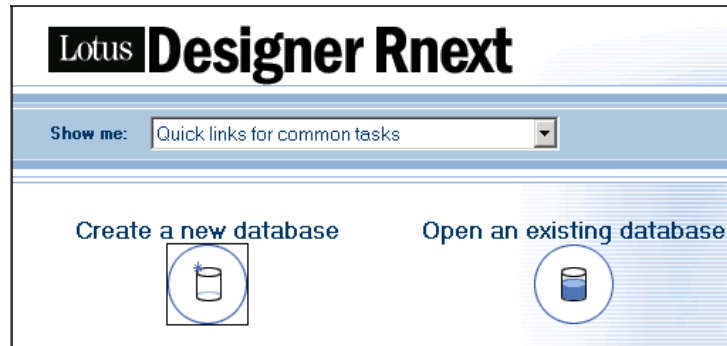 Lotus Designer Rnext
Show me: Quick links for common tasks
Create a new database Open an existing database